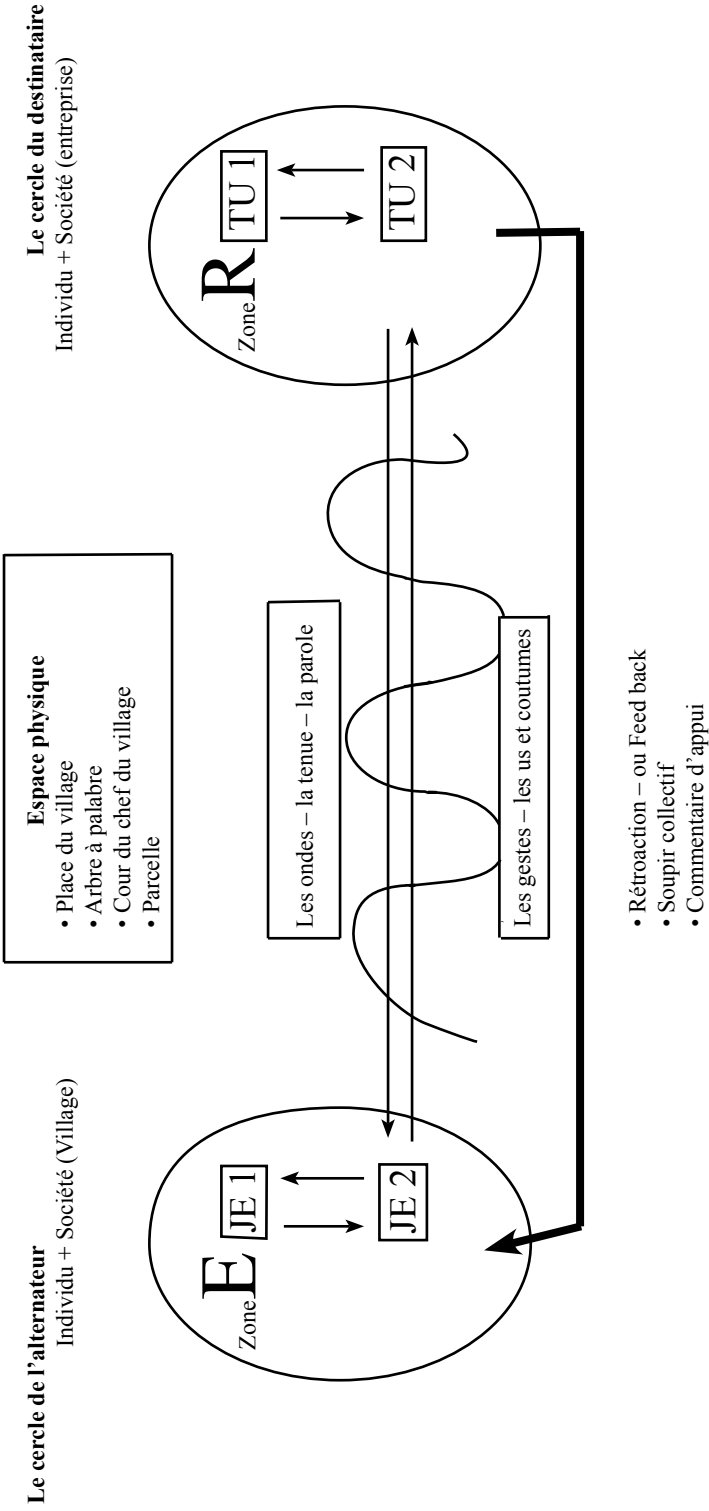 Le cercle de l’alternateur
Individu + Société (Village)
Zone E
JE 1
JE 2
Espace physique
• Place du village
• Arbre à palabre
• Cour du chef du village
• Parcelle
Les ondes – la tenue – la parole
Les gestes – les us et coutumes
• Rétroaction – ou Feed back
• Soupir collectif
• Commentaire d’appui
Le cercle du destinataire
Individu + Société (entreprise)
Zone R
TU 1
TU 2